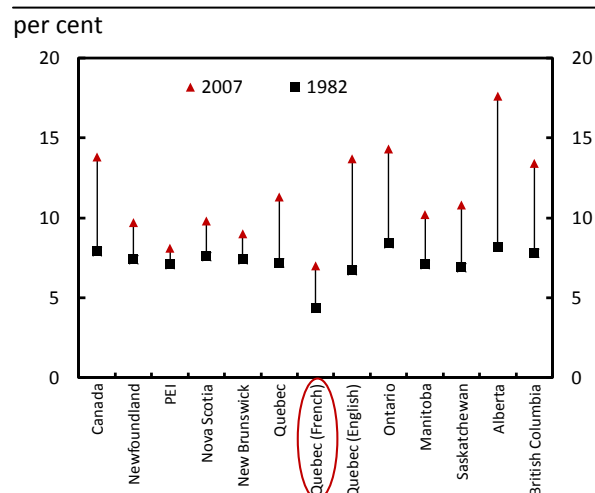 per cent
20 20
▲ 2007 ■ 1982
15 15
10 10
5 5
0 0
Canada
Newfoundland
PEI
Nova Scotia
New Brunswick
Quebec
Quebec (French)
Quebec (English)
Ontario
Manitoba
Saskatchewan
Alberta
British Columbia